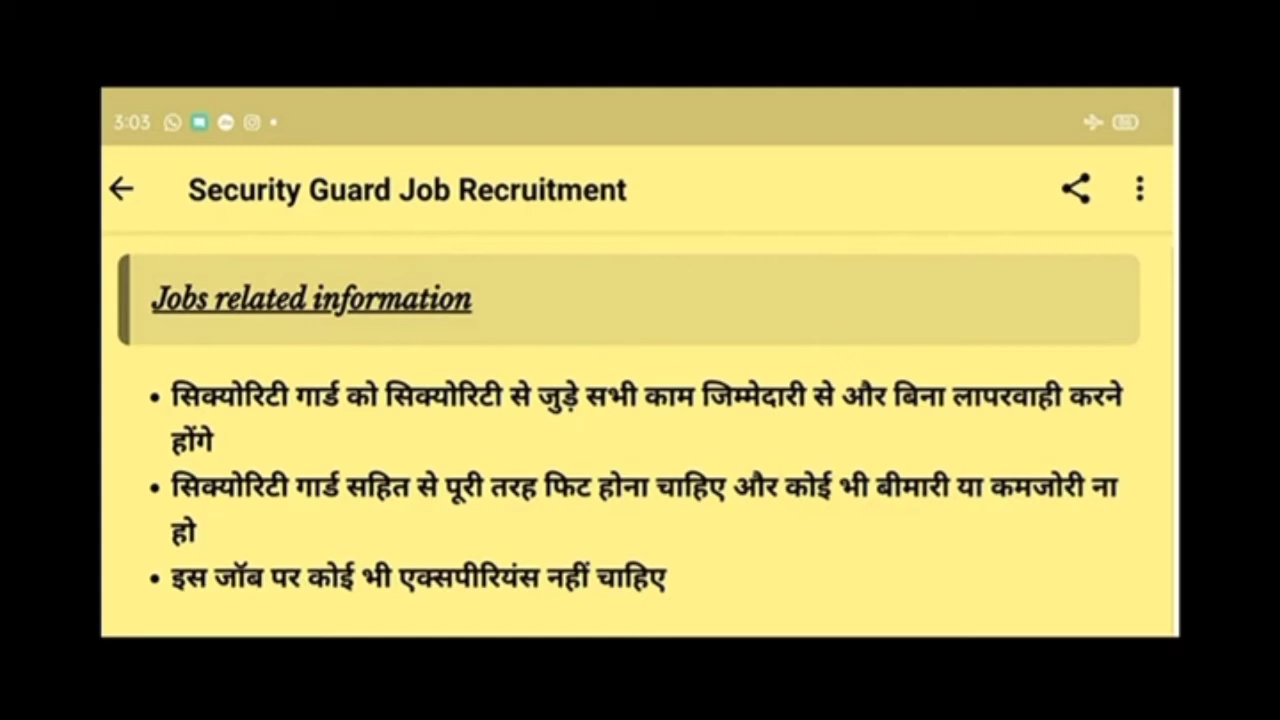 3:03
Security Guard Job Recruitment
Jobs related information
• सिक्योरिटी गार्ड को सिक्योरिटी से जुड़े सभी काम जिम्मेदारी से और बिना लापरवाही करने
होंगे
• सिक्योरिटी गार्ड सहित से पूरी तरह फिट होना चाहिए और कोई भी बीमारी या कमजोरी ना
हो
• इस जॉब पर कोई भी एक्सपीरियंस नहीं चाहिए